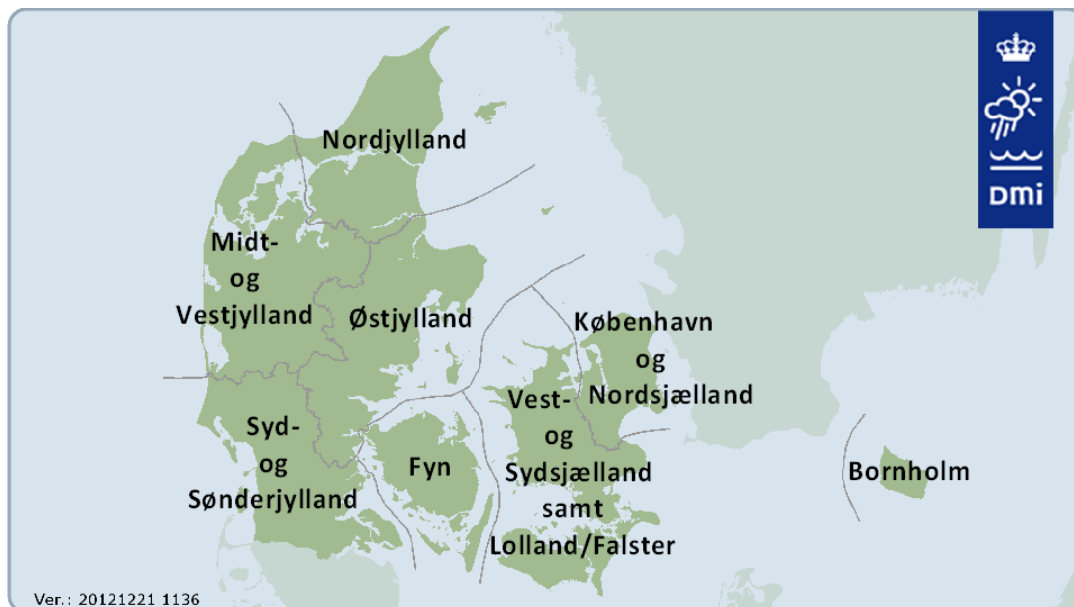 Nordjylland
Midt-
og
Vestjylland
Østjylland
København
og
Nordsjælland
Syd-
og
Sønderjylland
Fyn
Vest-
og
Sydsjælland
samt
Lolland/Falster
Bornholm
DMi
Ver.: 20121221 1136